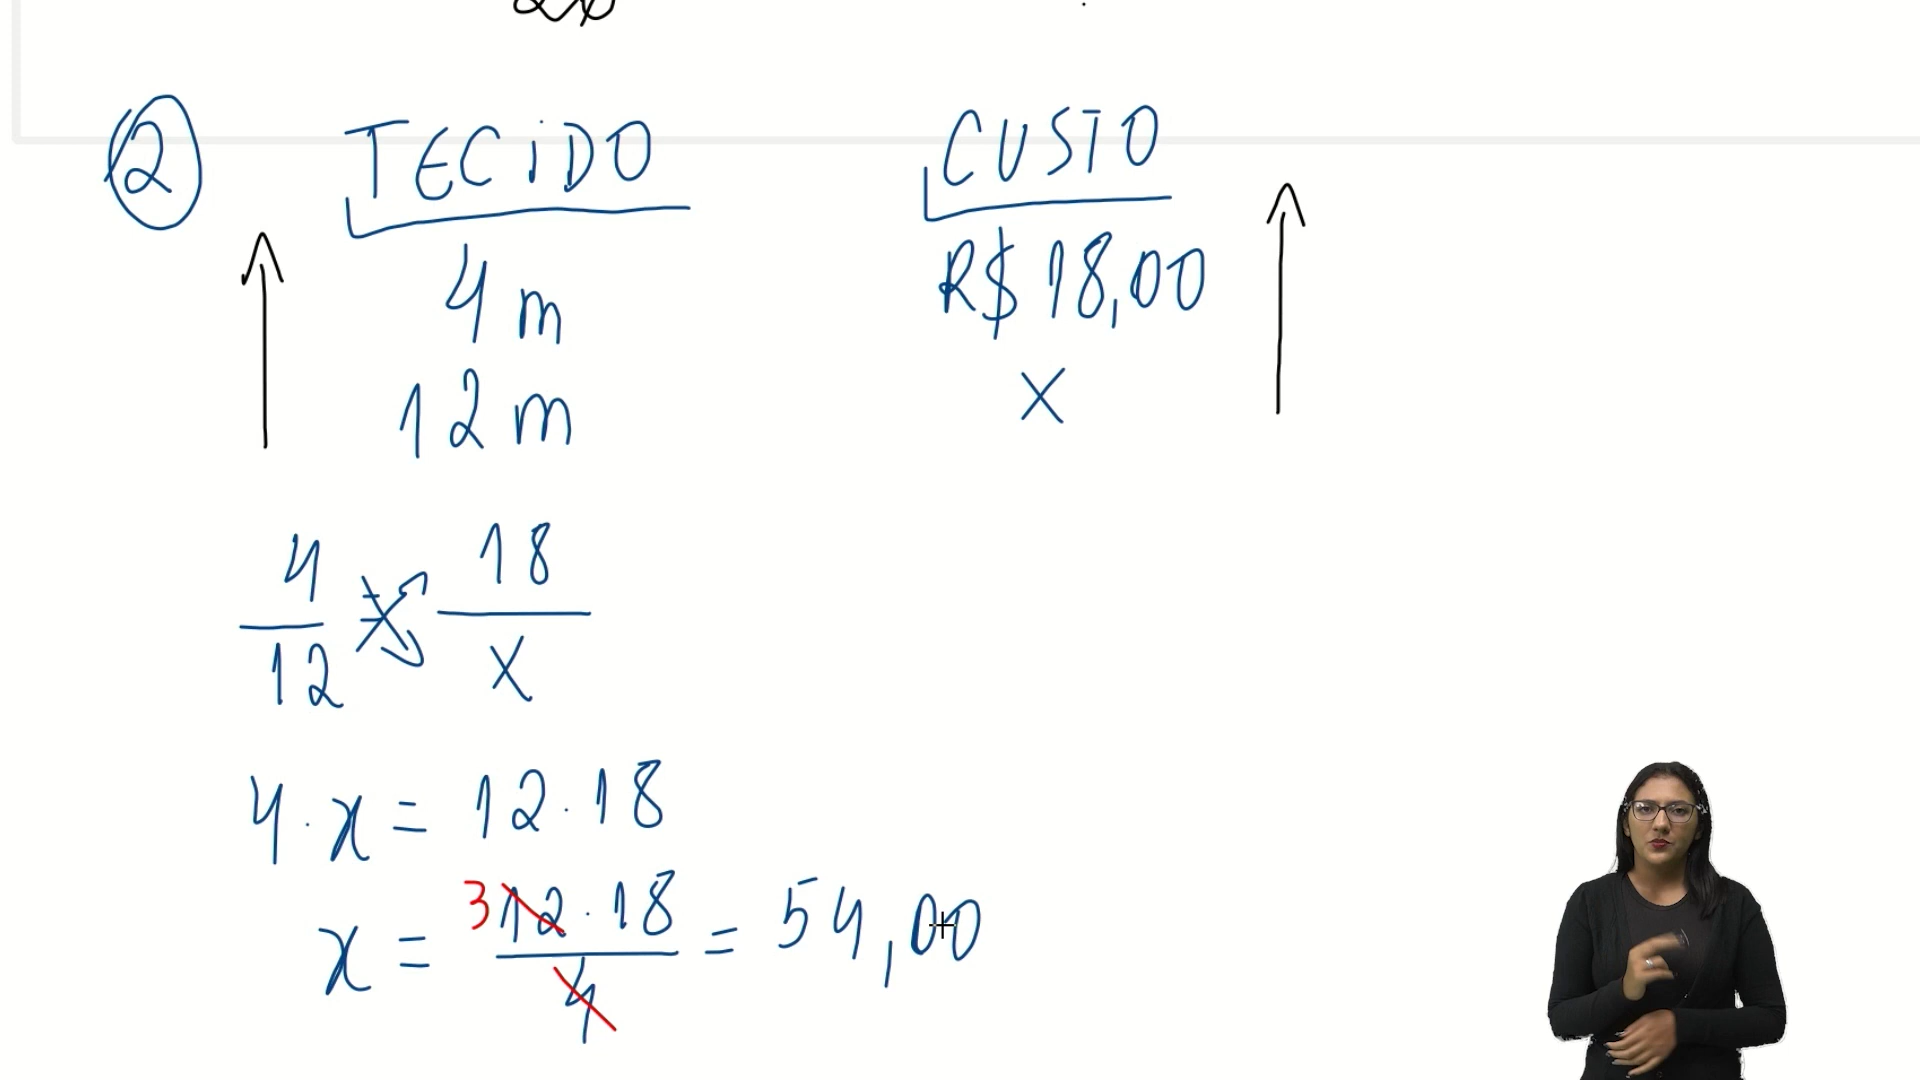 2 TECIDO CUSTO
4 m R$ 18,00
12 m X
4/12 = 18/X
4 · x = 12 · 18
x = 3 12 · 18 / 4 = 54,00